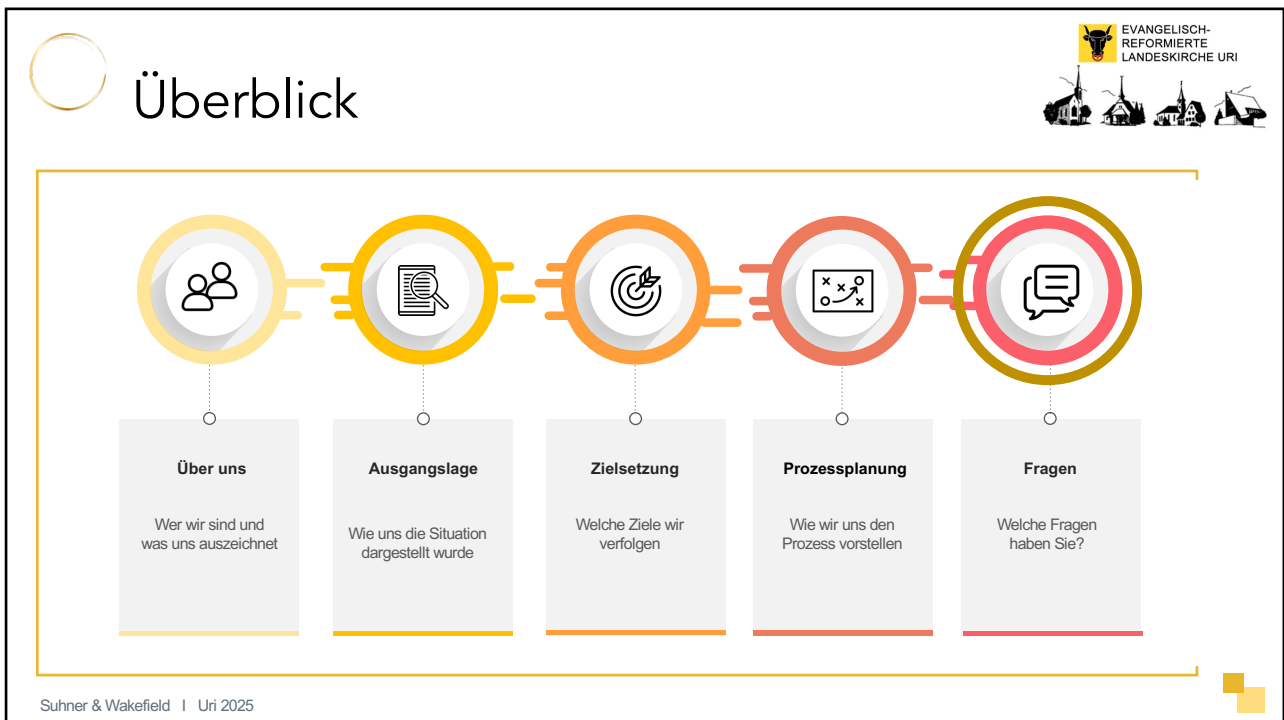 EVANGELISCH-
REFORMIERTE
LANDESKIRCHE URI
Überblick
Über uns
Wer wir sind und
was uns auszeichnet
Ausgangslage
Wie uns die Situation
dargestellt wurde
Zielsetzung
Welche Ziele wir
verfolgen
Prozessplanung
Wie wir uns den
Prozess vorstellen
Fragen
Welche Fragen
haben Sie?
Suhner & Wakefield I Uri 2025